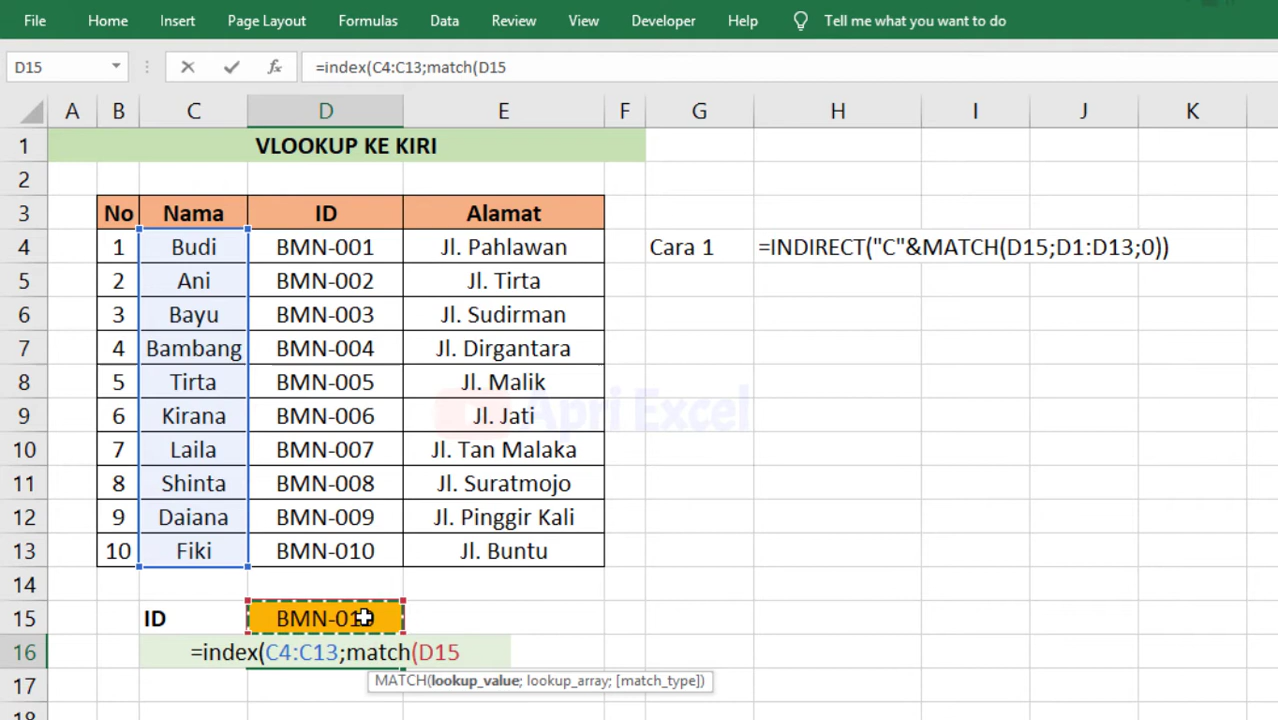 File Home Insert Page Layout Formulas Data Review View Developer Help Tell me what you want to do
D15 fx =index(C4:C13;match(D15
A B C D E F G H I J K
1 VLOOKUP KE KIRI
2
3 No Nama ID Alamat
4 1 Budi BMN-001 Jl. Pahlawan Cara 1 =INDIRECT("C"&MATCH(D15;D1:D13;0))
5 2 Ani BMN-002 Jl. Tirta
6 3 Bayu BMN-003 Jl. Sudirman
7 4 Bambang BMN-004 Jl. Dirgantara
8 5 Tirta BMN-005 Jl. Malik
9 6 Kirana BMN-006 Jl. Jati
Apri Excel
10 7 Laila BMN-007 Jl. Tan Malaka
11 8 Shinta BMN-008 Jl. Suratmojo
12 9 Daiana BMN-009 Jl. Pinggir Kali
13 10 Fiki BMN-010 Jl. Buntu
14
15 ID
16 =index(C4:C13;match(D15
MATCH(lookup_value; lookup_array; [match_type])
17
18